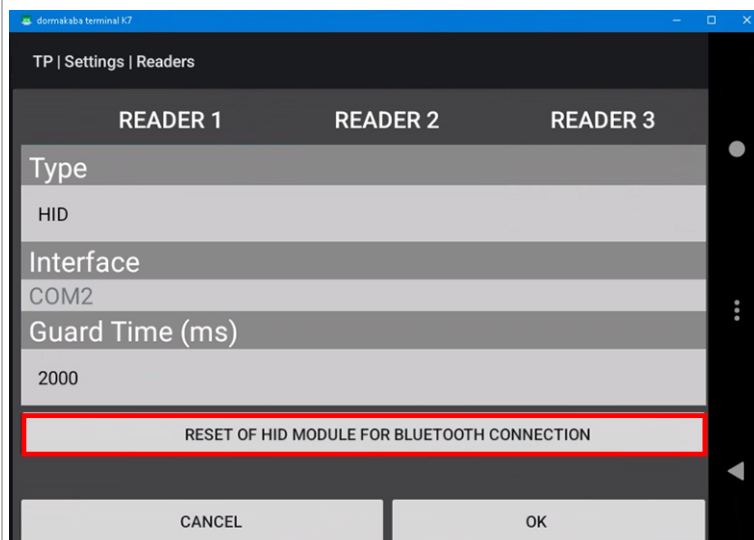 dormakaba terminal K7
TP | Settings | Readers
READER 1 READER 2 READER 3
Type
HID
Interface
COM2
Guard Time (ms)
2000
RESET OF HID MODULE FOR BLUETOOTH CONNECTION
CANCEL OK